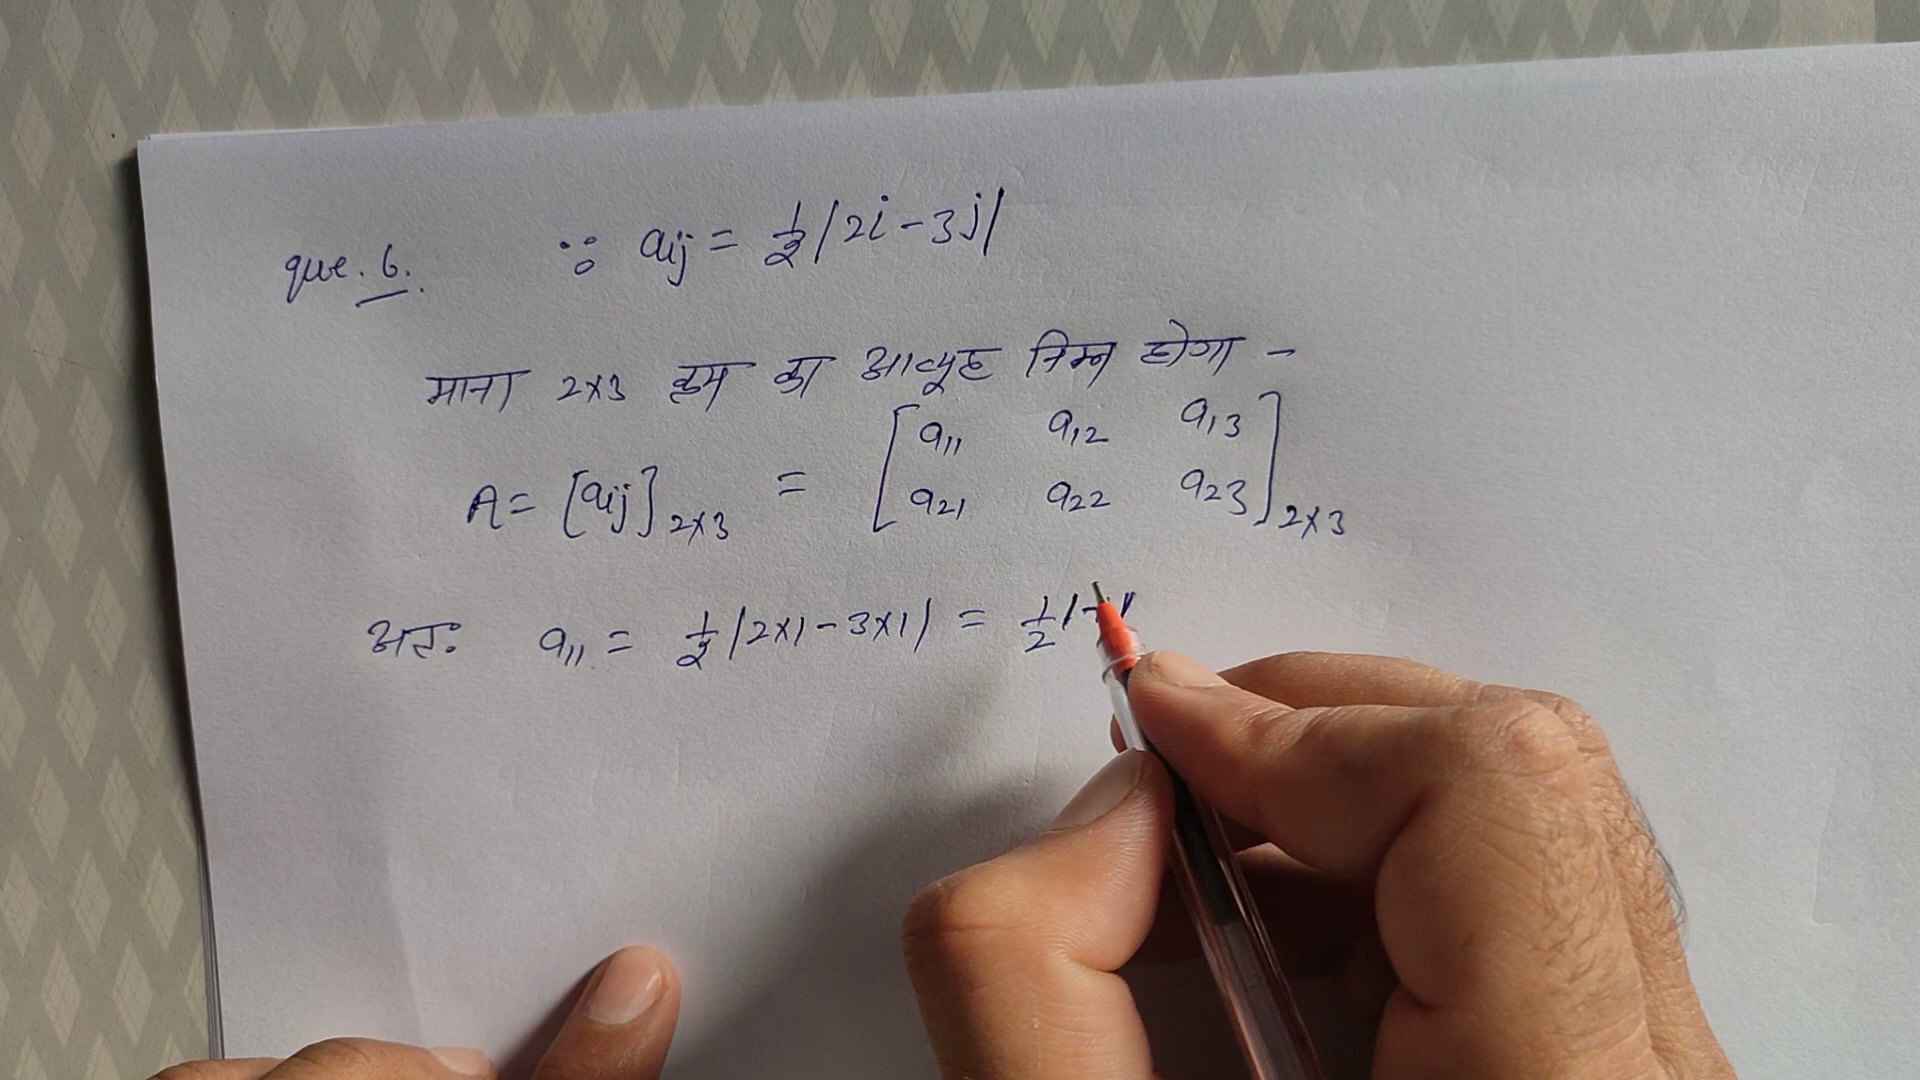 que. 6. ∵ aij = 1/2 |2i - 3j|
माना 2×3 क्रम का आव्यूह निम्न होगा -
A = [aij]2×3 = [a11 a12 a13
a21 a22 a23]2×3
अतः a11 = 1/2 |2×1 - 3×1| = 1/2 |-1|